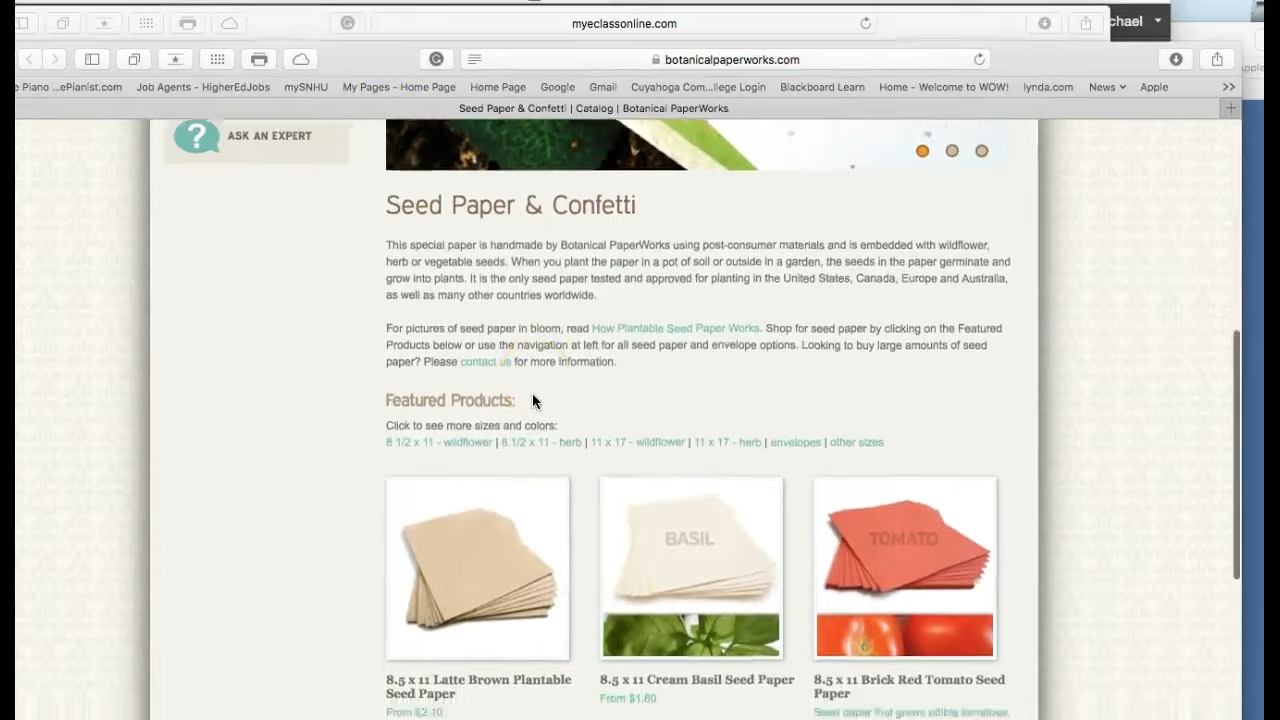 myeclassonline.com
chael
botanicalpaperworks.com
Piano ...ePianist.com Job Agents - HigherEdJobs mySNHU My Pages - Home Page Home Page Google Gmail Cuyahoga Com...llege Login Blackboard Learn Home - Welcome to WOW! lynda.com News Apple >>
Seed Paper & Confetti | Catalog | Botanical PaperWorks
? ASK AN EXPERT
Seed Paper & Confetti
This special paper is handmade by Botanical PaperWorks using post-consumer materials and is embedded with wildflower,
herb or vegetable seeds. When you plant the paper in a pot of soil or outside in a garden, the seeds in the paper germinate and
grow into plants. It is the only seed paper tested and approved for planting in the United States, Canada, Europe and Australia,
as well as many other countries worldwide.
For pictures of seed paper in bloom, read How Plantable Seed Paper Works. Shop for seed paper by clicking on the Featured
Products below or use the navigation at left for all seed paper and envelope options. Looking to buy large amounts of seed
paper? Please contact us for more information.
Featured Products:
Click to see more sizes and colors:
8 1/2 x 11 - wildflower | 8 1/2 x 11 - herb | 11 x 17 - wildflower | 11 x 17 - herb | envelopes | other sizes
BASIL
TOMATO
8.5 x 11 Latte Brown Plantable
Seed Paper
From $2.10
8.5 x 11 Cream Basil Seed Paper
From $1.80
8.5 x 11 Brick Red Tomato Seed
Paper
Seed paper that grows edible tomatoes,